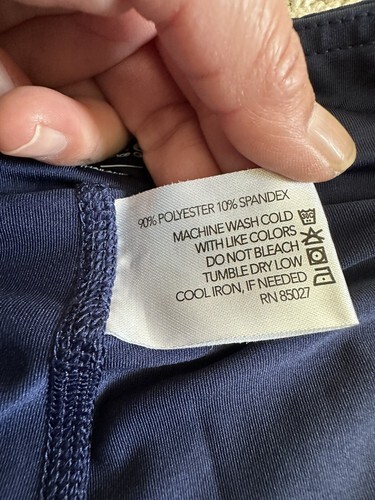 90% POLYESTER 10% SPANDEX
MACHINE WASH COLD
WITH LIKE COLORS
DO NOT BLEACH
TUMBLE DRY LOW
COOL IRON, IF NEEDED
RN 85027